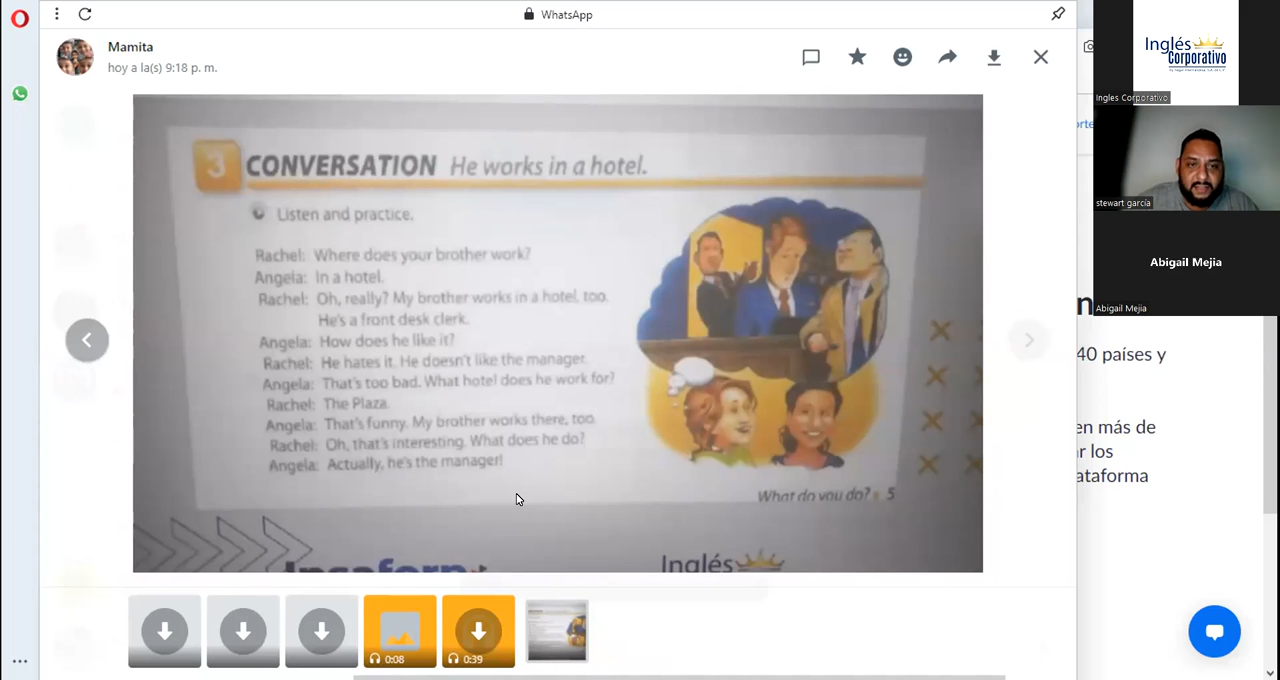 WhatsApp
Mamita
hoy a la(s) 9:18 p. m.
3 CONVERSATION He works in a hotel.
Listen and practice.
Rachel: Where does your brother work?
Angela: In a hotel.
Rachel: Oh, really? My brother works in a hotel, too.
He's a front desk clerk.
Angela: How does he like it?
Rachel: He hates it. He doesn't like the manager.
Angela: That's too bad. What hotel does he work for?
Rachel: The Plaza.
Angela: That's funny. My brother works there, too.
Rachel: Oh, that's interesting. What does he do?
Angela: Actually, he's the manager!
What do you do? 5
Inglés
0:08
0:39
Inglés
Corporativo
Ingles Corporativo
stewart garcía
Abigail Mejia
Abigail Mejia
40 países y
en más de
ar los
ataforma